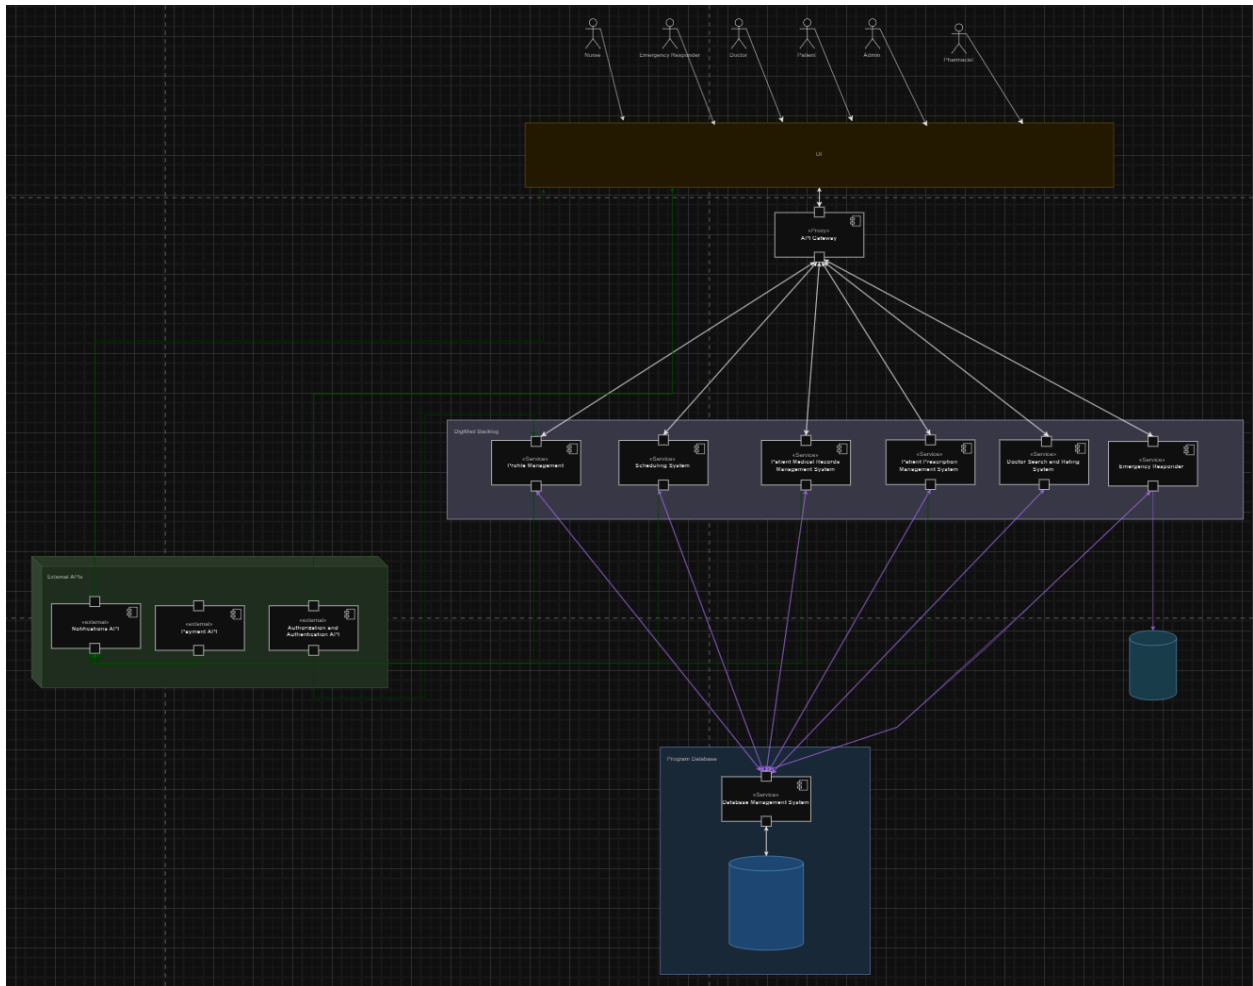 Nurse
Emergency Responder
Doctor
Patient
Admin
Pharmacist
UI
«Proxy»
API Gateway
DigiMed Backlog
«Service»
Profile Management
«Service»
Scheduling System
«Service»
Patient Medical Records
Management System
«Service»
Patient Prescription
Management System
«Service»
Doctor Search and Rating
System
«Service»
Emergency Responder
External APIs
«external»
Notifications API
«external»
Payment API
«external»
Authorization and
Authentication API
Program Database
«Service»
Database Management System